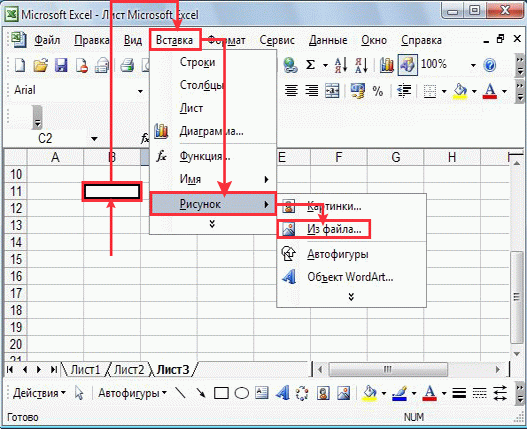 Microsoft Excel - Лист Microsoft Excel
Файл Правка Вид Вставка Формат Сервис Данные Окно Справка
100%
Arial
C2 fx
A B E F G H
Строки
Столбцы
Лист
Диаграмма...
Функция...
Имя
Рисунок
Картинки...
Из файла...
Автофигуры
Объект WordArt...
10
11
12
13
14
15
16
17
18
19
20
21
Лист1 Лист2 Лист3
Действия Автофигуры
Готово NUM